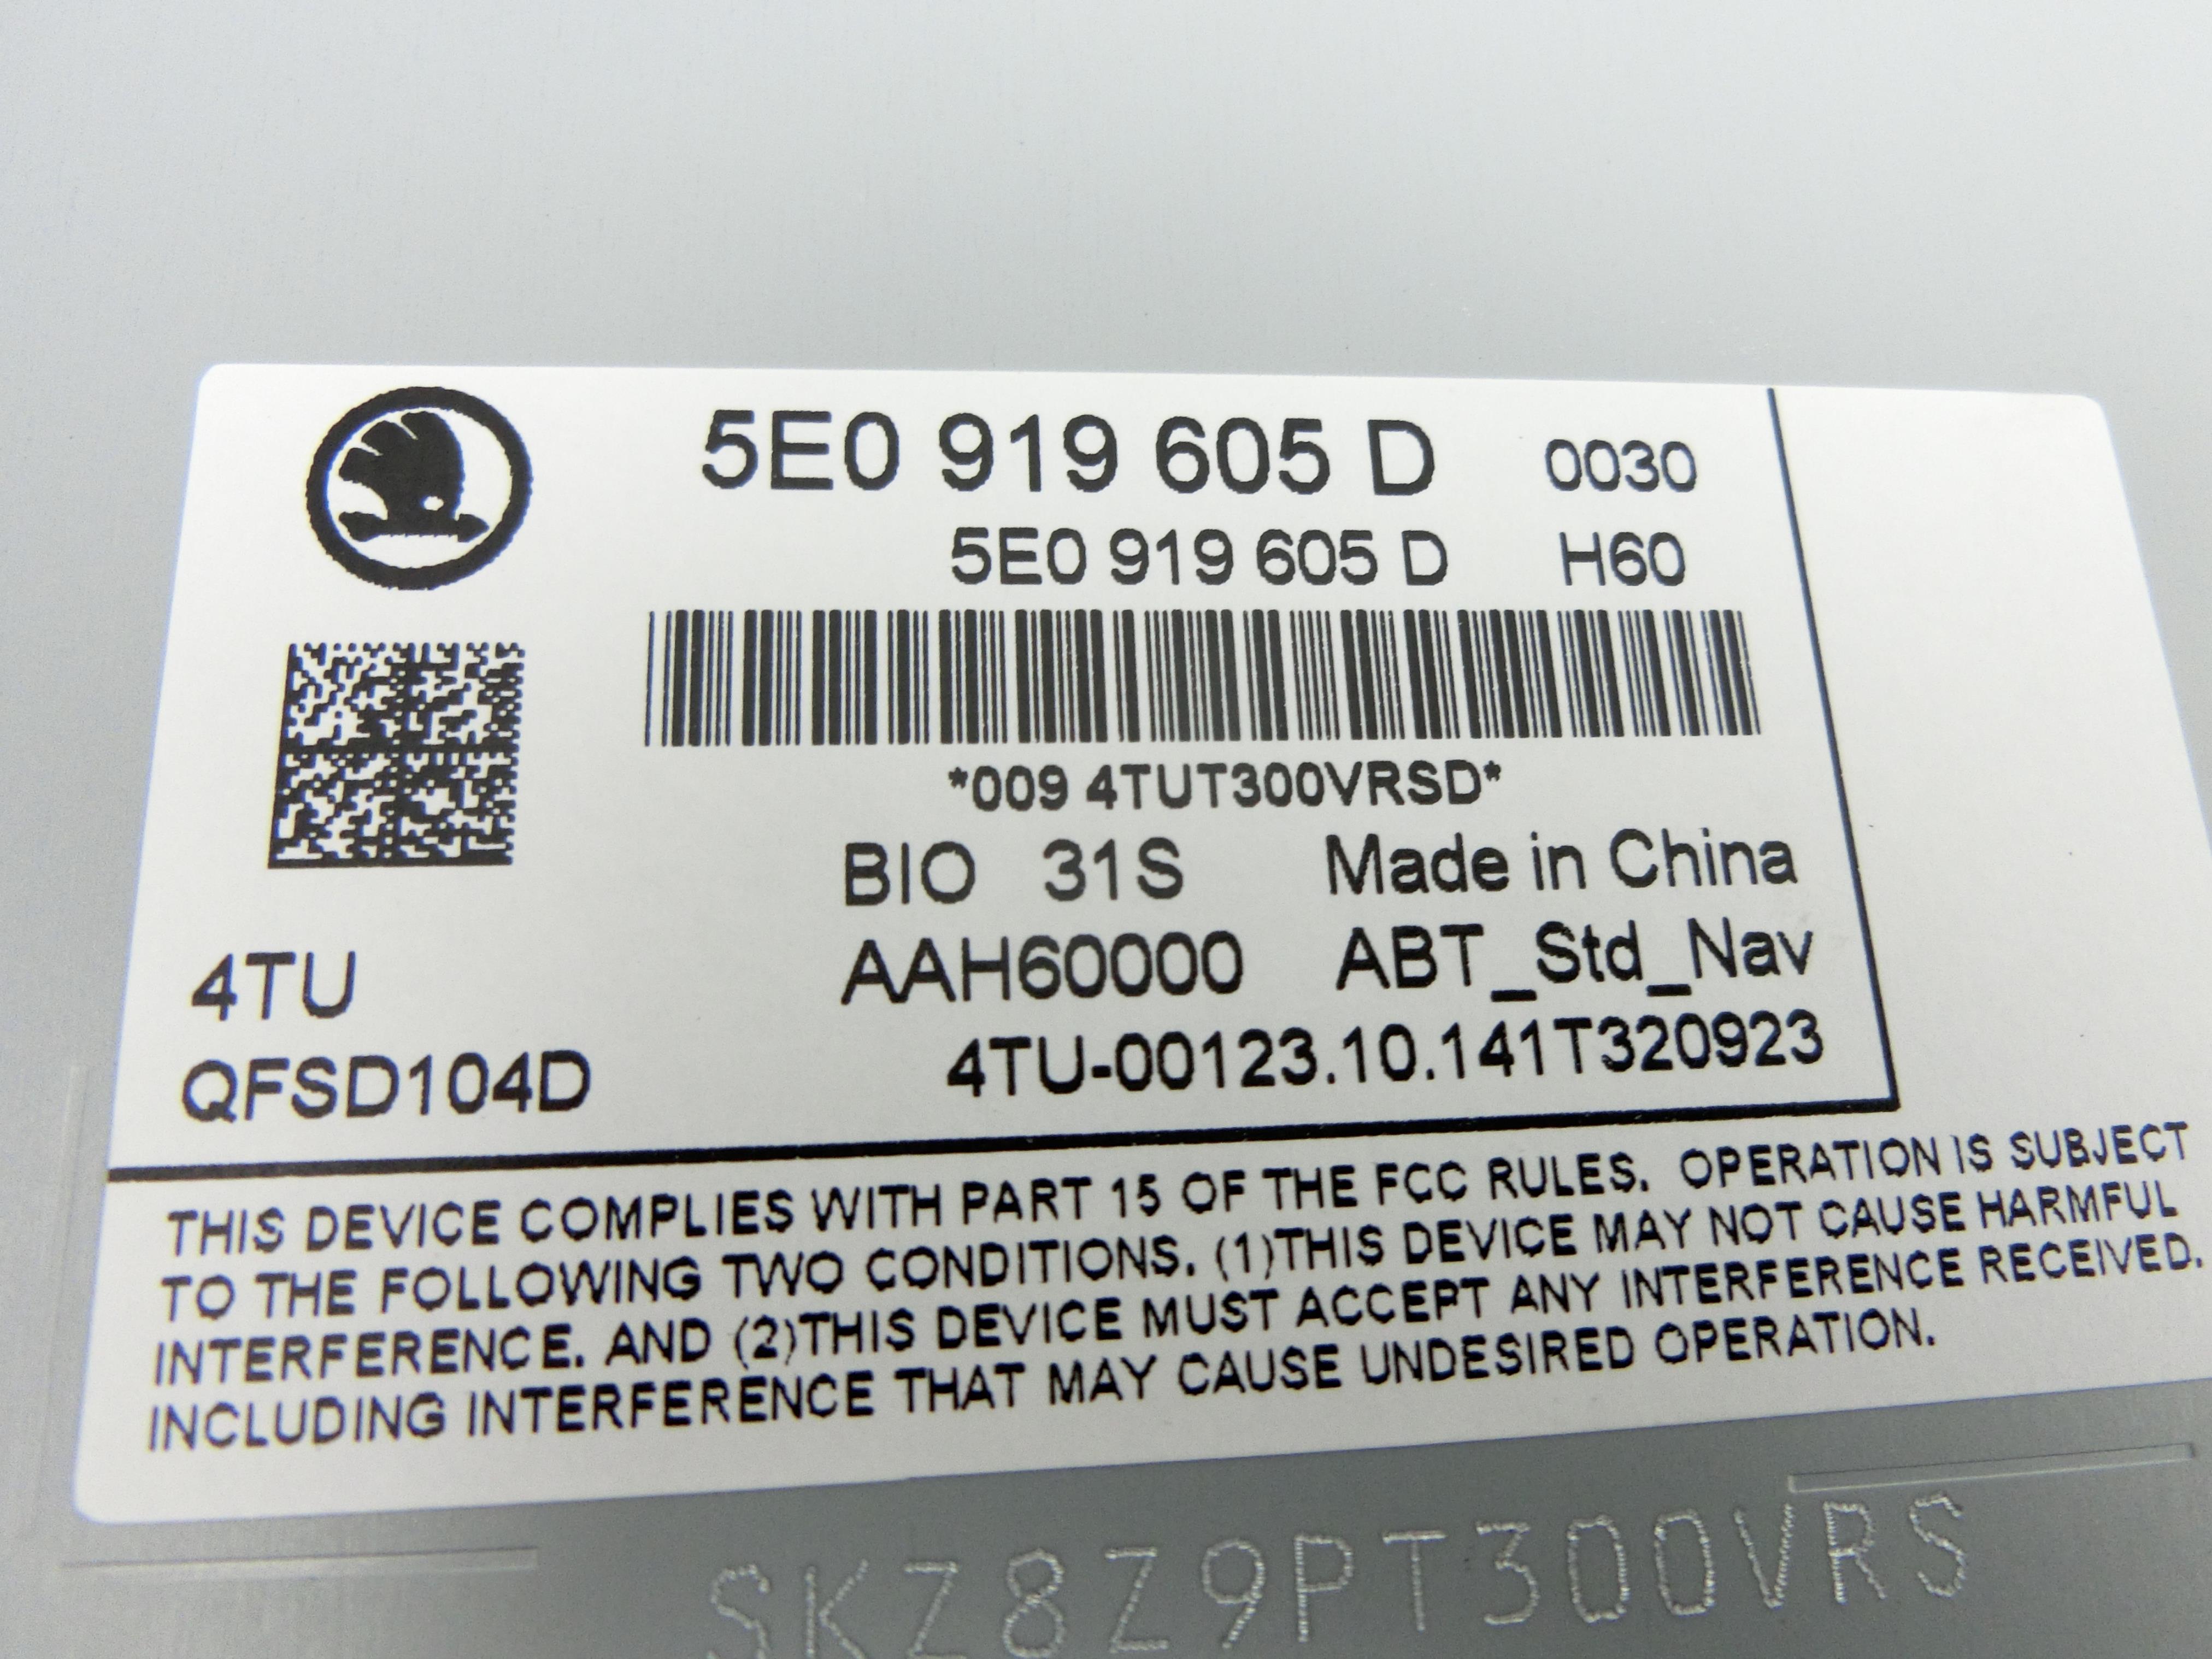 5E0 919 605 D 0030
5E0 919 605 D H60
*009 4TUT300VRSD*
BIO 31S Made in China
AAH60000 ABT_Std_Nav
4TU
4TU-00123.10.141T320923
QFSD104D
THIS DEVICE COMPLIES WITH PART 15 OF THE FCC RULES. OPERATION IS SUBJECT
TO THE FOLLOWING TWO CONDITIONS. (1)THIS DEVICE MAY NOT CAUSE HARMFUL
INTERFERENCE. AND (2)THIS DEVICE MUST ACCEPT ANY INTERFERENCE RECEIVED.
INCLUDING INTERFERENCE THAT MAY CAUSE UNDESIRED OPERATION.
SKZ8Z9PT300VRS